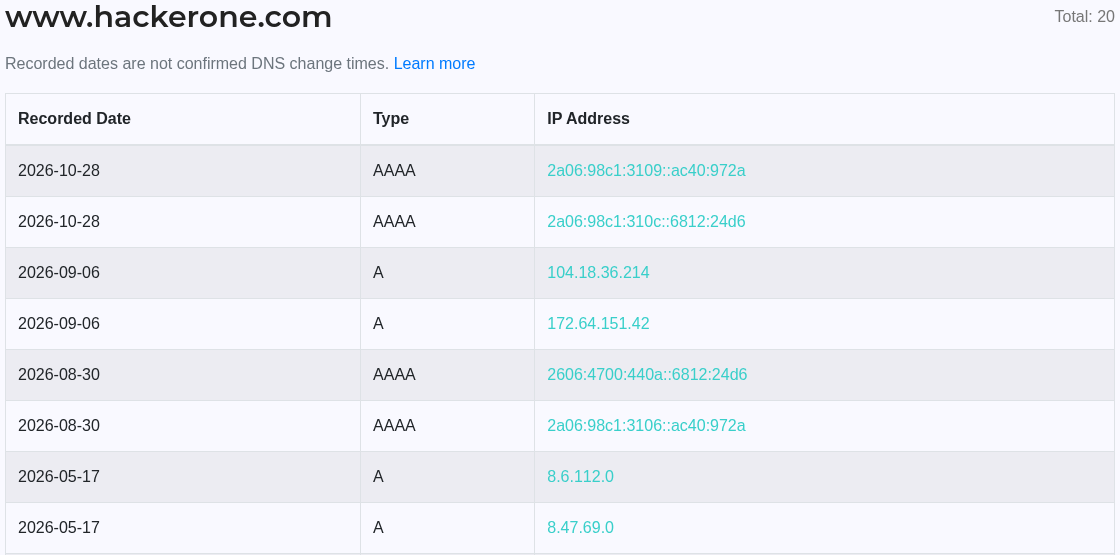 www.hackerone.com Total: 20
Recorded dates are not confirmed DNS change times. Learn more
Recorded Date Type IP Address
2026-10-28 AAAA 2a06:98c1:3109::ac40:972a
2026-10-28 AAAA 2a06:98c1:310c::6812:24d6
2026-09-06 A 104.18.36.214
2026-09-06 A 172.64.151.42
2026-08-30 AAAA 2606:4700:440a::6812:24d6
2026-08-30 AAAA 2a06:98c1:3106::ac40:972a
2026-05-17 A 8.6.112.0
2026-05-17 A 8.47.69.0